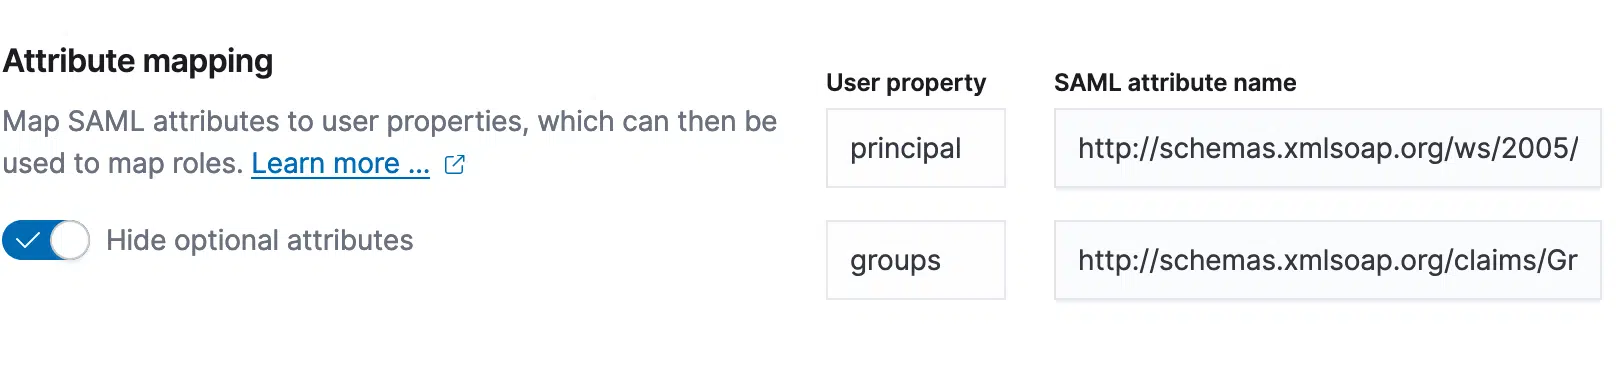 Attribute mapping
Map SAML attributes to user properties, which can then be
used to map roles. Learn more ...
Hide optional attributes
User property
SAML attribute name
principal
http://schemas.xmlsoap.org/ws/2005/
groups
http://schemas.xmlsoap.org/claims/Gr